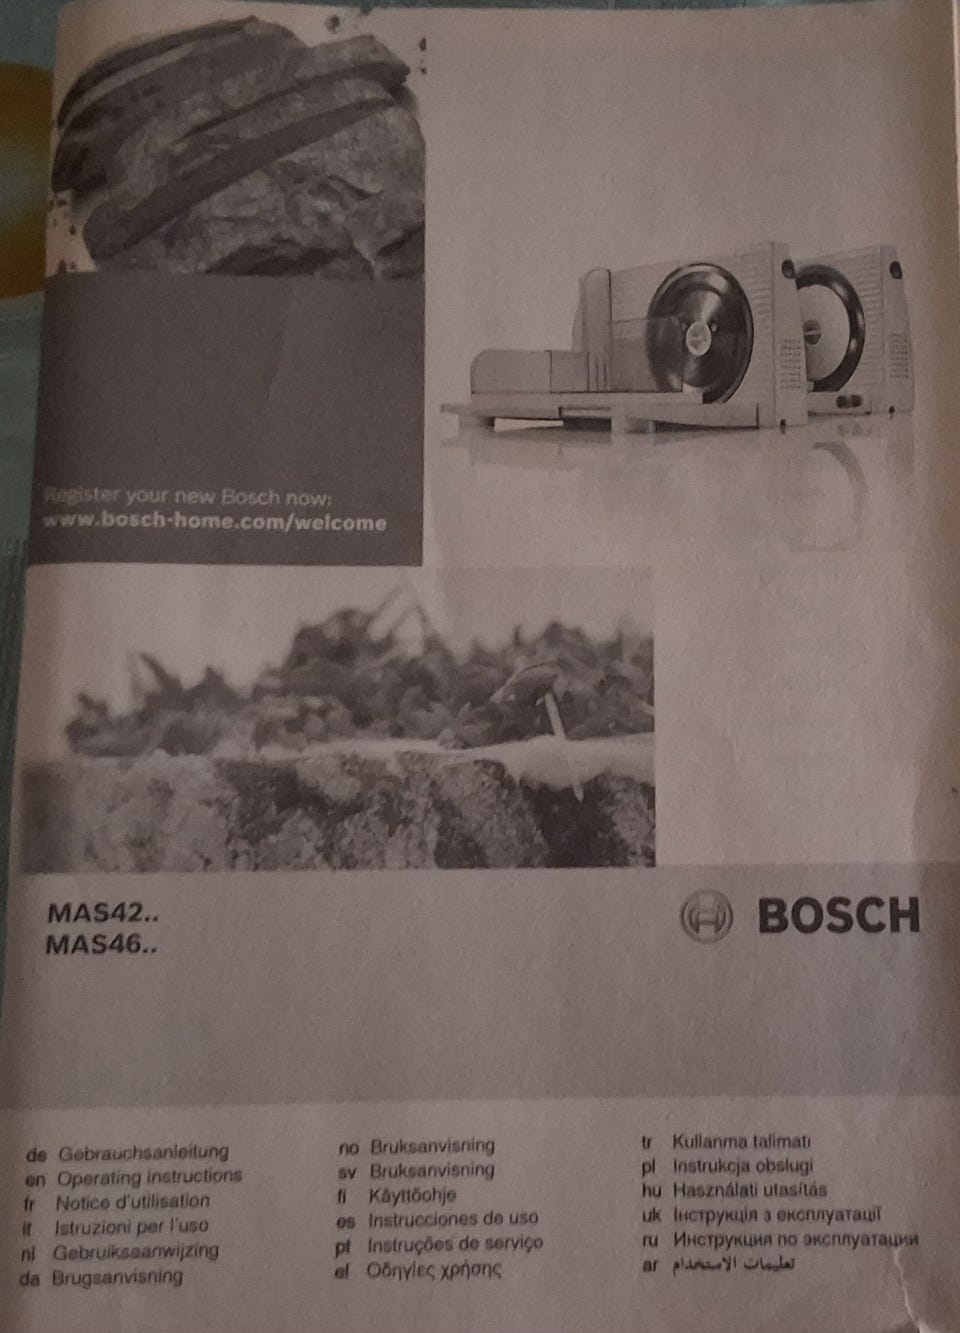 Register your new Bosch now:
www.bosch-home.com/welcome
MAS42..
MAS46..
BOSCH
de Gebrauchsanleitung
en Operating instructions
fr Notice d'utilisation
it Istruzioni per l'uso
nl Gebruiksaanwijzing
da Brugsanvisning
no Bruksanvisning
sv Bruksanvisning
fi Käyttöohje
es Instrucciones de uso
pt Instruções de serviço
el Οδηγίες χρήσης
tr Kullanma talimatı
pl Instrukcja obsługi
hu Használati utasítás
uk Інструкція з експлуатації
ru Инструкция по эксплуатации
ar تعليمات الاستخدام